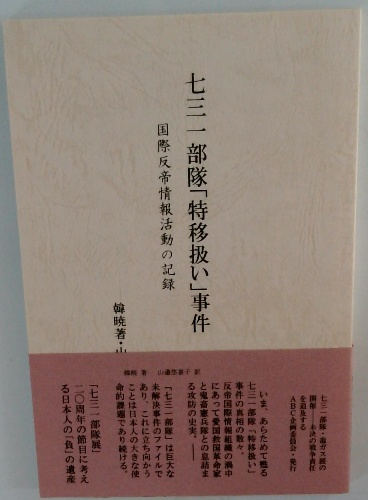 七三一部隊「特移扱い」事件
国際反帝情報活動の記録
韓暁著・山
七三一部隊・毒ガス展の
開催――未決の戦争責任
を追及する
ABC企画委員会・発行
韓暁 著 山邉悠喜子 訳
いま、あらためて甦る
七三一部隊〝特移扱い〟
事件の真相の数々。
反帝国際情報組織の渦中
にあって愛国救国革命家
と鬼畜憲兵隊との息詰ま
る攻防の史実。――
「七三一部隊」は巨大な
未解決事件のファイルで
あり、これに立ち向かう
ことは日本人の大きな使
命的課題であり続ける。
「七三一部隊展」
二〇周年の節目に考え
る日本人の「負」の遺産